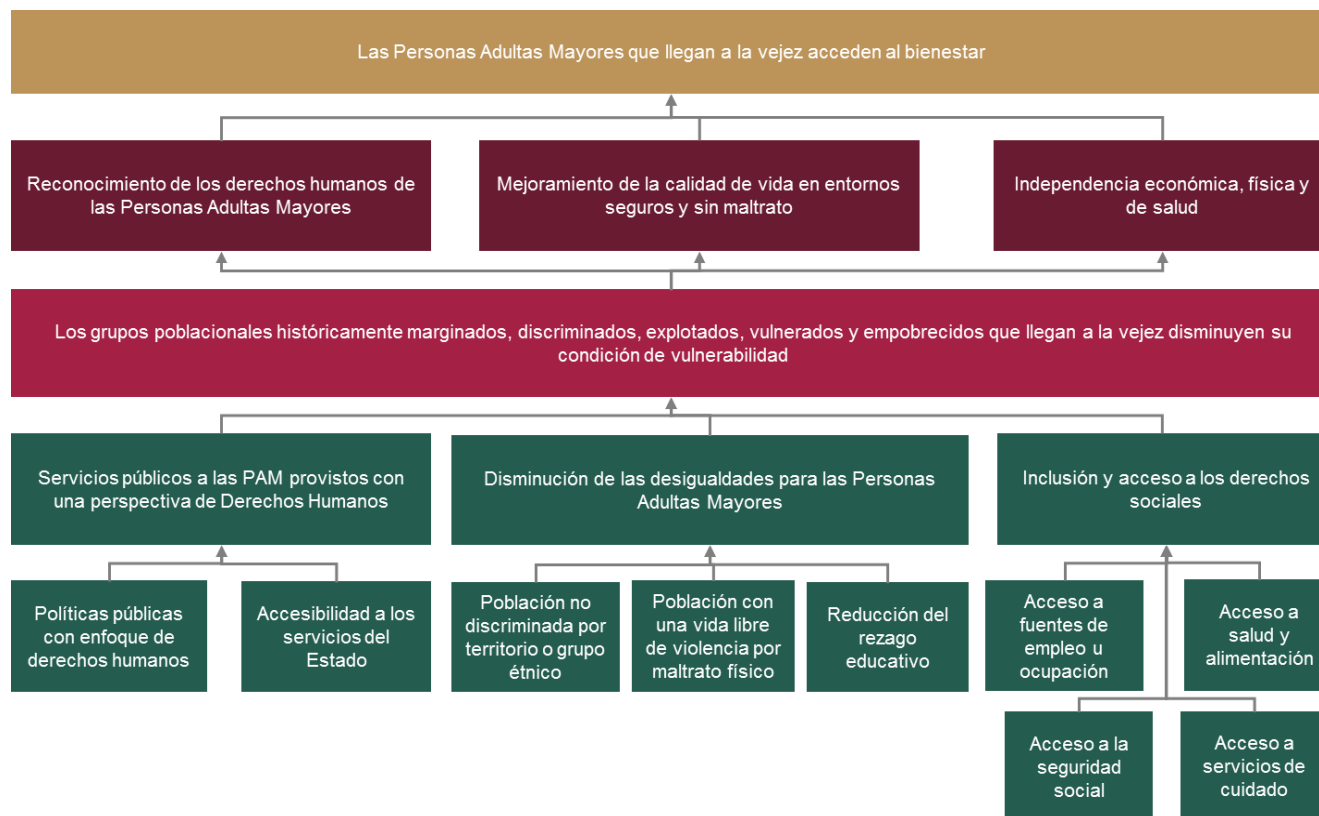 Las Personas Adultas Mayores que llegan a la vejez acceden al bienestar
Reconocimiento de los derechos humanos de
las Personas Adultas Mayores
Mejoramiento de la calidad de vida en entornos
seguros y sin maltrato
Independencia económica, física y
de salud
Los grupos poblacionales históricamente marginados, discriminados, explotados, vulnerados y empobrecidos que llegan a la vejez disminuyen su
condición de vulnerabilidad
Servicios públicos a las PAM provistos con
una perspectiva de Derechos Humanos
Disminución de las desigualdades para las Personas
Adultas Mayores
Inclusión y acceso a los derechos
sociales
Políticas públicas
con enfoque de
derechos humanos
Accesibilidad a los
servicios del
Estado
Población no
discriminada por
territorio o grupo
étnico
Población con
una vida libre
de violencia por
maltrato físico
Reducción del
rezago
educativo
Acceso a
fuentes de
empleo u
ocupación
Acceso a
salud y
alimentación
Acceso a la
seguridad
social
Acceso a
servicios de
cuidado